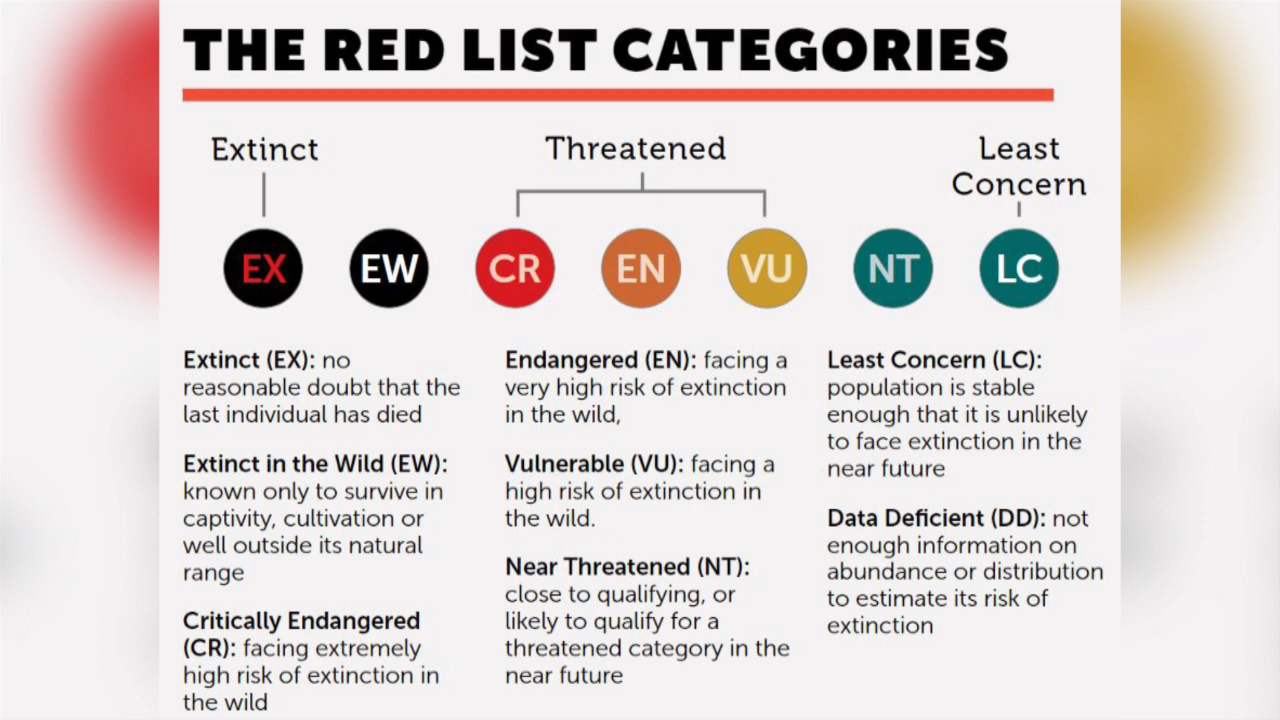 THE RED LIST CATEGORIES
Extinct
Threatened
Least
Concern
EX
EW
CR
EN
VU
NT
LC
Extinct (EX): no
reasonable doubt that the
last individual has died
Extinct in the Wild (EW):
known only to survive in
captivity, cultivation or
well outside its natural
range
Critically Endangered
(CR): facing extremely
high risk of extinction in
the wild
Endangered (EN): facing a
very high risk of extinction
in the wild,
Vulnerable (VU): facing a
high risk of extinction in
the wild.
Near Threatened (NT):
close to qualifying, or
likely to qualify for a
threatened category in the
near future
Least Concern (LC):
population is stable
enough that it is unlikely
to face extinction in the
near future
Data Deficient (DD): not
enough information on
abundance or distribution
to estimate its risk of
extinction